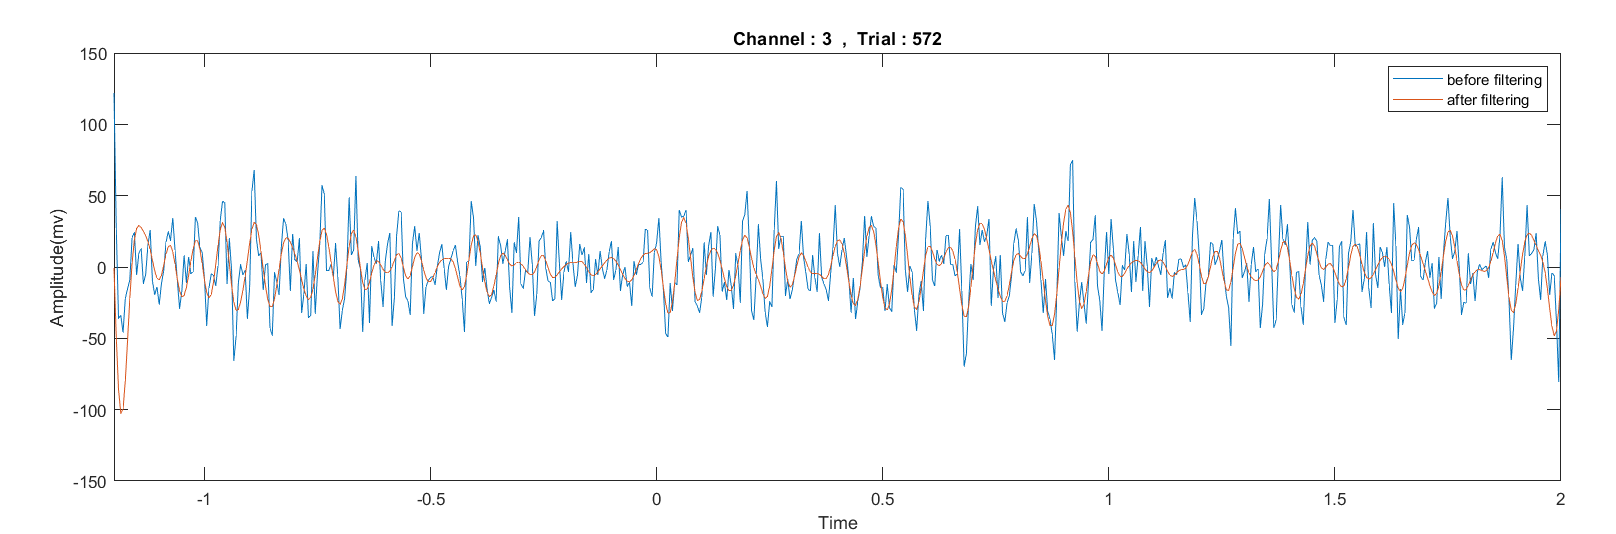 Channel : 3 , Trial : 572
150
100
50
0
-50
-100
-150
Amplitude(mv)
before filtering
after filtering
-1
-0.5
0
0.5
1
1.5
2
Time